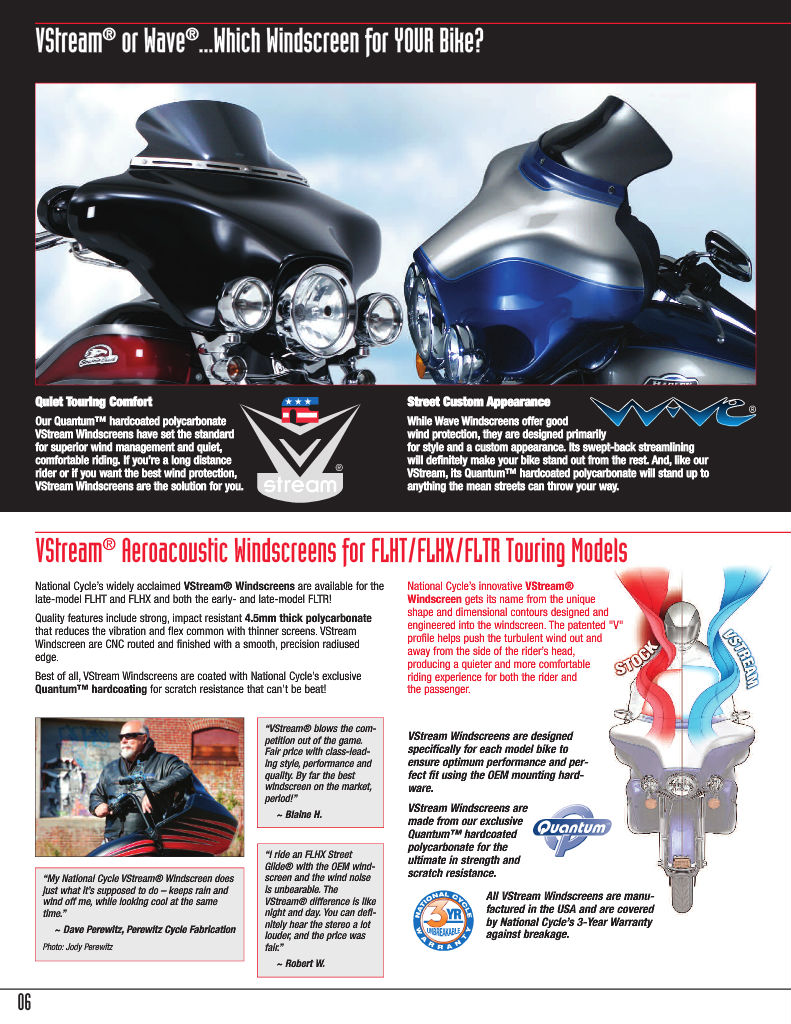 VStream® or Wave®...Which Windscreen for YOUR Bike?
Quiet Touring Comfort
Our Quantum™ hardcoated polycarbonate
VStream Windscreens have set the standard
for superior wind management and quiet,
comfortable riding. If you're a long distance
rider or if you want the best wind protection,
VStream Windscreens are the solution for you.
stream®
Street Custom Appearance
While Wave Windscreens offer good
wind protection, they are designed primarily
for style and a custom appearance. Its swept-back streamlining
will definitely make your bike stand out from the rest. And, like our
VStream, its Quantum™ hardcoated polycarbonate will stand up to
anything the mean streets can throw your way.
Wave®
VStream® Aeroacoustic Windscreens for FLHT/FLHX/FLTR Touring Models
National Cycle's widely acclaimed VStream® Windscreens are available for the
late-model FLHT and FLHX and both the early- and late-model FLTR!
Quality features include strong, impact resistant 4.5mm thick polycarbonate
that reduces the vibration and flex common with thinner screens. VStream
Windscreen are CNC routed and finished with a smooth, precision radiused
edge.
Best of all, VStream Windscreens are coated with National Cycle's exclusive
Quantum™ hardcoating for scratch resistance that can't be beat!
"My National Cycle VStream® Windscreen does
just what it's supposed to do – keeps rain and
wind off me, while looking cool at the same
time."
~ Dave Perewitz, Perewitz Cycle Fabrication
Photo: Jody Perewitz
"VStream® blows the com-
petition out of the game.
Fair price with class-lead-
ing style, performance and
quality. By far the best
windscreen on the market,
period!"
~ Blaine H.
"I ride an FLHX Street
Glide® with the OEM wind-
screen and the wind noise
is unbearable. The
VStream® difference is like
night and day. You can defi-
nitely hear the stereo a lot
louder, and the price was
fair."
~ Robert W.
National Cycle's innovative VStream®
Windscreen gets its name from the unique
shape and dimensional contours designed and
engineered into the windscreen. The patented "V"
profile helps push the turbulent wind out and
away from the side of the rider's head,
producing a quieter and more comfortable
riding experience for both the rider and
the passenger.
STOCK
VSTREAM
VStream Windscreens are designed
specifically for each model bike to
ensure optimum performance and per-
fect fit using the OEM mounting hard-
ware.
VStream Windscreens are
made from our exclusive
Quantum™ hardcoated
polycarbonate for the
ultimate in strength and
scratch resistance.
Quantum
NATIONAL CYCLE
3YR
UNBREAKABLE
WARRANTY
All VStream Windscreens are manu-
factured in the USA and are covered
by National Cycle's 3-Year Warranty
against breakage.
06